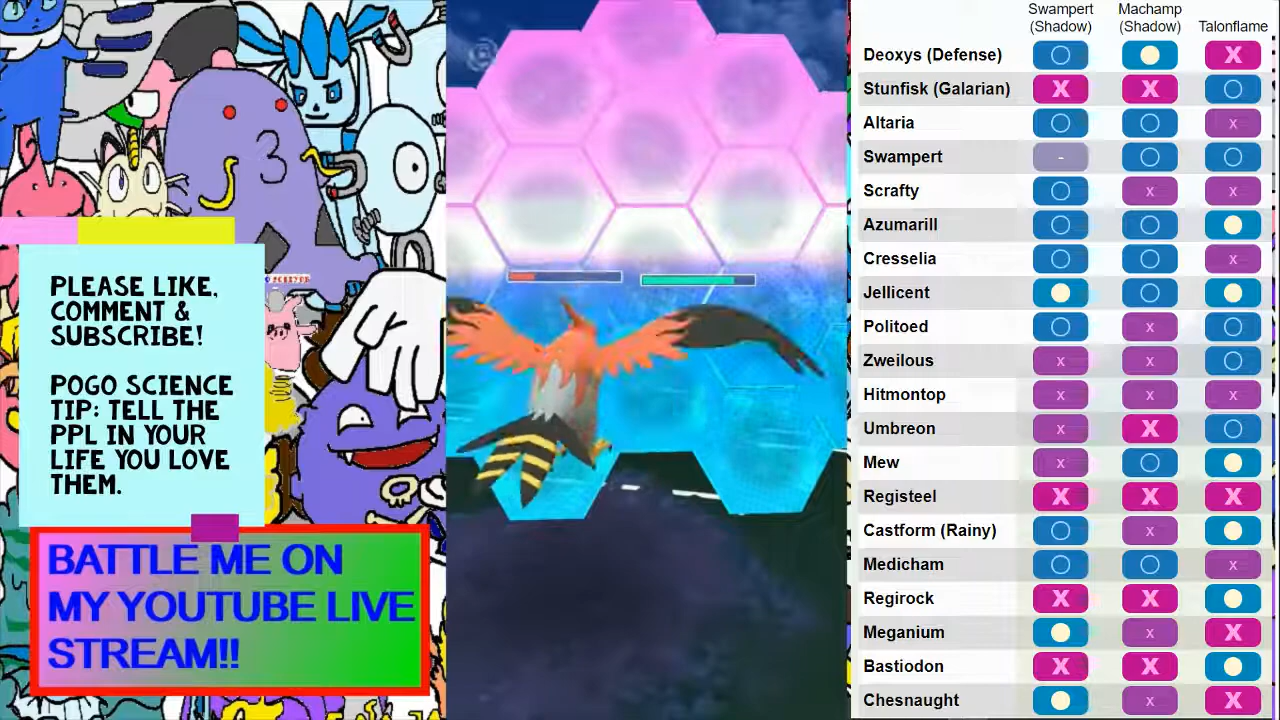 PLEASE LIKE,
COMMENT &
SUBSCRIBE!
POGO SCIENCE
TIP: TELL THE
PPL IN YOUR
LIFE YOU LOVE
THEM.
BATTLE ME ON
MY YOUTUBE LIVE
STREAM!!
Swampert (Shadow) Machamp (Shadow) Talonflame
Deoxys (Defense) X
Stunfisk (Galarian) X X
Altaria x
Swampert -
Scrafty x x
Azumarill
Cresselia x
Jellicent
Politoed x
Zweilous x x
Hitmontop x x x
Umbreon x X
Mew x
Registeel X X X
Castform (Rainy) x
Medicham x
Regirock X X
Meganium x X
Bastiodon X X
Chesnaught x X